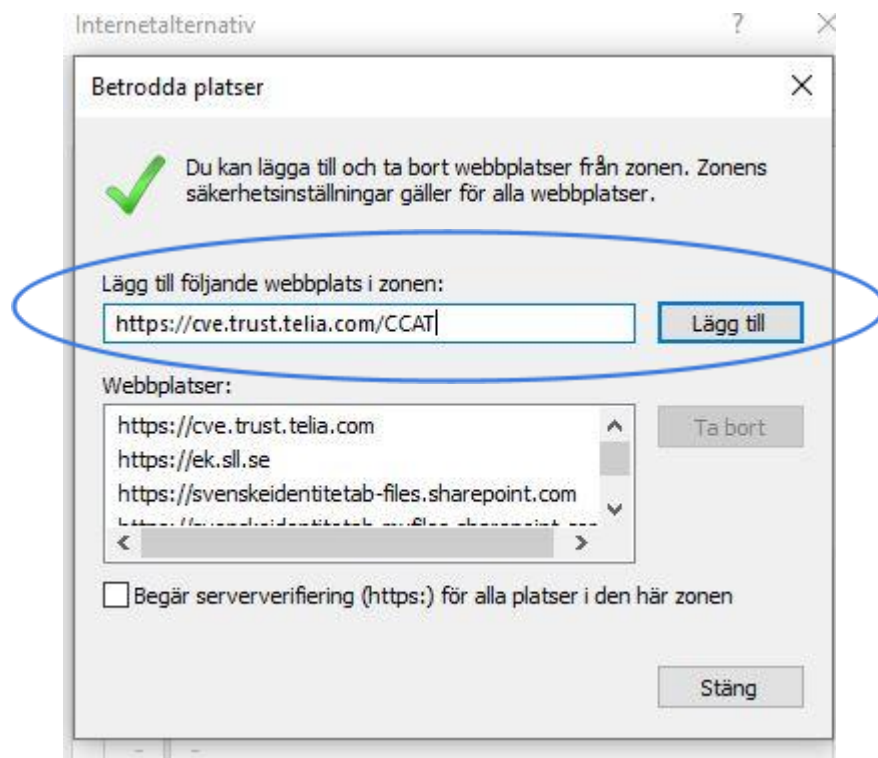 Internetalternativ ?
Betrodda platser
Du kan lägga till och ta bort webbplatser från zonen. Zonens
säkerhetsinställningar gäller för alla webbplatser.
Lägg till följande webbplats i zonen:
https://cve.trust.telia.com/CCAT Lägg till
Webbplatser:
https://cve.trust.telia.com Ta bort
https://ek.sll.se
https://svenskeidentitetab-files.sharepoint.com
Begär serververifiering (https:) för alla platser i den här zonen
Stäng